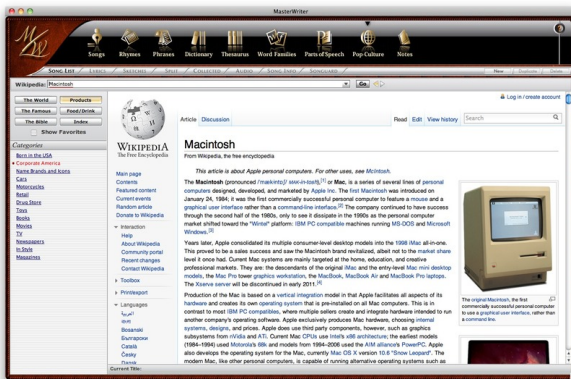 MasterWriter
Songs Rhymes Phrases Dictionary Thesaurus Word Families Parts of Speech Pop Culture Notes
SONG LIST LYRICS SKETCHES SPLIT COLLECTED AUDIO SONG INFO SONGUARD New Duplicate Delete
Wikipedia: Macintosh Go
The World Products
The Famous Food/Drink
The Bible Index
Show Favorites
Categories
Born in the USA
Corporate America
Name Brands and Icons
Cars
Motorcycles
Retail
Drug Store
Toys
Books
Movies
TV
Newspapers
In Style
Magazines
WIKIPEDIA
The Free Encyclopedia
Main page
Contents
Featured content
Current events
Random article
Donate to Wikipedia
Interaction
Help
About Wikipedia
Community portal
Recent changes
Contact Wikipedia
Toolbox
Print/export
Languages
العربية
Bosanski
Български
Català
Česky
Dansk
Log in / create account
Article Discussion Read Edit View history Search
Macintosh
From Wikipedia, the free encyclopedia
This article is about Apple personal computers. For other uses, see McIntosh.
The Macintosh (pronounced /ˈmækɪntɒʃ/ MAK-in-tosh),[1] or Mac, is a series of several lines of personal
computers designed, developed, and marketed by Apple Inc. The first Macintosh was introduced on
January 24, 1984; it was the first commercially successful personal computer to feature a mouse and a
graphical user interface rather than a command-line interface.[2] The company continued to have success
through the second half of the 1980s, only to see it dissipate in the 1990s as the personal computer
market shifted toward the "Wintel" platform: IBM PC compatible machines running MS-DOS and Microsoft
Windows.[3]
Years later, Apple consolidated its multiple consumer-level desktop models into the 1998 iMac all-in-one.
This proved to be a sales success and saw the Macintosh brand revitalized, albeit not to the market share
level it once had. Current Mac systems are mainly targeted at the home, education, and creative
professional markets. They are: the descendants of the original iMac and the entry-level Mac mini desktop
models, the Mac Pro tower graphics workstation, the MacBook, MacBook Air and MacBook Pro laptops.
The Xserve server will be discontinued in early 2011.[4]
Production of the Mac is based on a vertical integration model in that Apple facilitates all aspects of its
hardware and creates its own operating system that is pre-installed on all Mac computers. This is in
contrast to most IBM PC compatibles, where multiple sellers create and integrate hardware intended to run
another company's operating software. Apple exclusively produces Mac hardware, choosing internal
systems, designs, and prices. Apple does use third party components, however, such as graphics
subsystems from nVidia and ATI. Current Mac CPUs use Intel's x86 architecture; the earliest models
(1984–1994) used Motorola's 68k and models from 1994–2006 used the AIM alliance's PowerPC. Apple
also develops the operating system for the Mac, currently Mac OS X version 10.6 "Snow Leopard". The
modern Mac, like other personal computers, is capable of running alternative operating systems such as
The original Macintosh, the first
commercially successful personal computer
to use a graphical user interface, rather than
a command line.
Current Title: